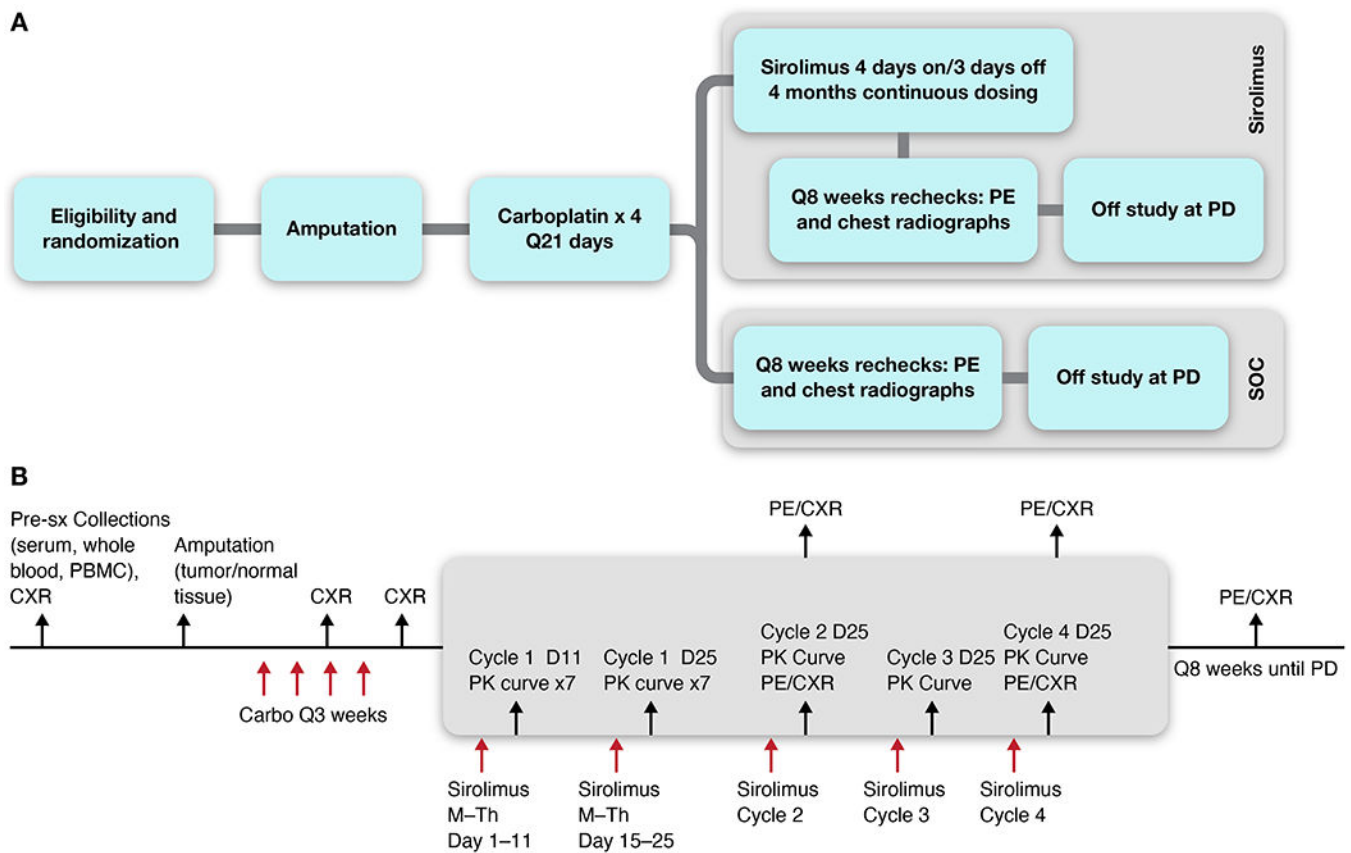 A
Eligibility and
randomization
Amputation
Carboplatin x 4
Q21 days
Sirolimus 4 days on/3 days off
4 months continuous dosing
Q8 weeks rechecks: PE
and chest radiographs
Off study at PD
Sirolimus
Q8 weeks rechecks: PE
and chest radiographs
Off study at PD
SOC
B
Pre-sx Collections
(serum, whole
blood, PBMC),
CXR
Amputation
(tumor/normal
tissue)
CXR
CXR
Carbo Q3 weeks
PE/CXR
PE/CXR
Cycle 1 D11
PK curve x7
Cycle 1 D25
PK curve x7
Cycle 2 D25
PK Curve
PE/CXR
Cycle 3 D25
PK Curve
Cycle 4 D25
PK Curve
PE/CXR
PE/CXR
Q8 weeks until PD
Sirolimus
M–Th
Day 1–11
Sirolimus
M–Th
Day 15–25
Sirolimus
Cycle 2
Sirolimus
Cycle 3
Sirolimus
Cycle 4